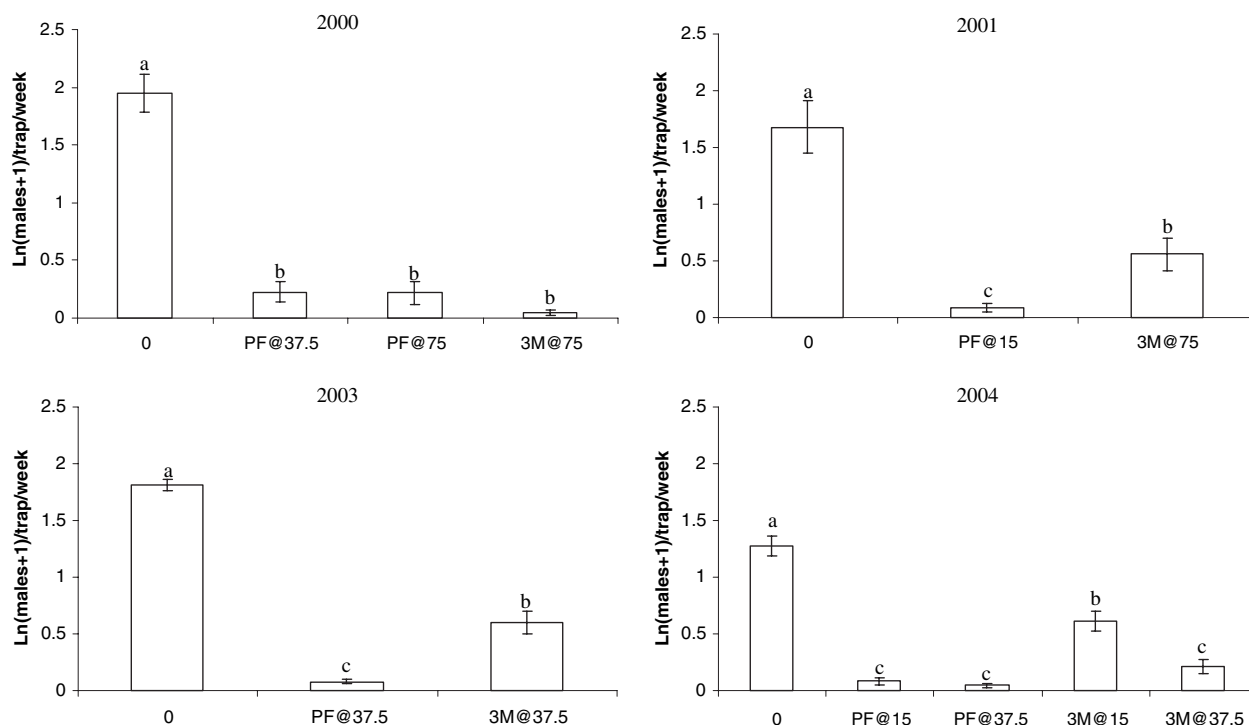 2000
Ln(males+1)/trap/week
2.5
2
1.5
1
0.5
0
a
b
b
b
0
PF@37.5
PF@75
3M@75
2001
Ln(males+1)/trap/week
2.5
2
1.5
1
0.5
0
a
c
b
0
PF@15
3M@75
2003
Ln(males+1)/trap/week
2.5
2
1.5
1
0.5
0
a
c
b
0
PF@37.5
3M@37.5
2004
Ln(males+1)/trap/week
2.5
2
1.5
1
0.5
0
a
c
c
b
c
0
PF@15
PF@37.5
3M@15
3M@37.5